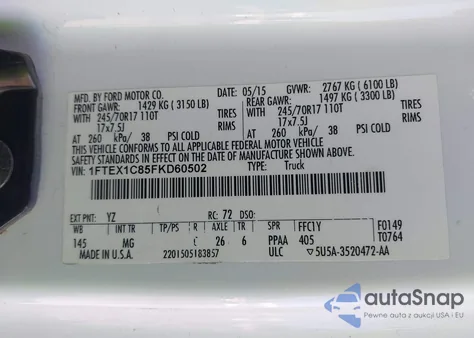 MFD. BY FORD MOTOR CO. 05/15 GVWR: 2767 KG ( 6100 LB)
FRONT GAWR: 1429 KG ( 3150 LB) REAR GAWR: 1497 KG ( 3300 LB)
WITH 245/70R17 110T TIRES WITH 245/70R17 110T TIRES
17x7.5J RIMS 17x7.5J RIMS
AT 260 kPa/ 38 PSI COLD AT 260 kPa/ 38 PSI COLD
THIS VEHICLE CONFORMS TO ALL APPLICABLE FEDERAL MOTOR VEHICLE
SAFETY STANDARDS IN EFFECT ON THE DATE OF MANUFACTURE SHOWN ABOVE.
VIN: 1FTEX1C85FKD60502 TYPE: Truck
EXT PNT: YZ RC: 72 DSO:
WB TP/PS R AXLE TR SPR FFC1Y F0149
145 MG 26 6 PPAA 405 T0764
MADE IN U.S.A. 2201505183857 ULC 5U5A-3520472-AA
autoSnap
Pewne auta z USA i EU